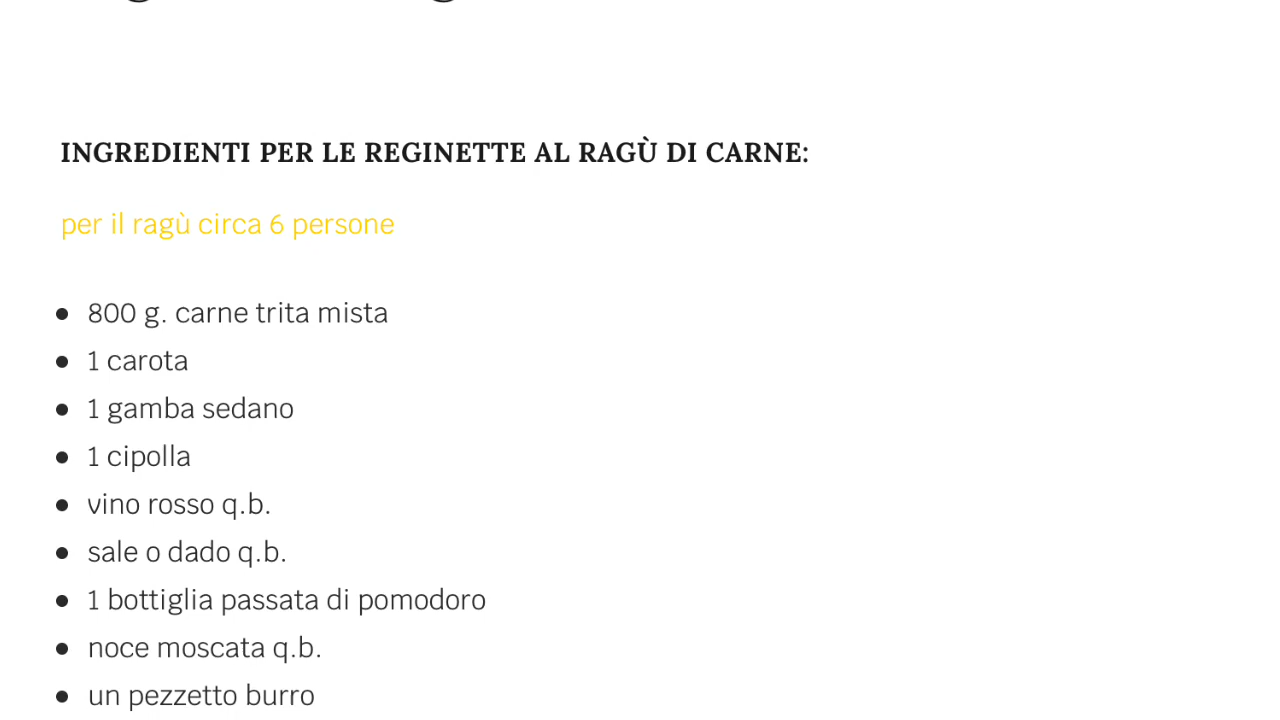 INGREDIENTI PER LE REGINETTE AL RAGÙ DI CARNE:
per il ragù circa 6 persone
800 g. carne trita mista
1 carota
1 gamba sedano
1 cipolla
vino rosso q.b.
sale o dado q.b.
1 bottiglia passata di pomodoro
noce moscata q.b.
un pezzetto burro